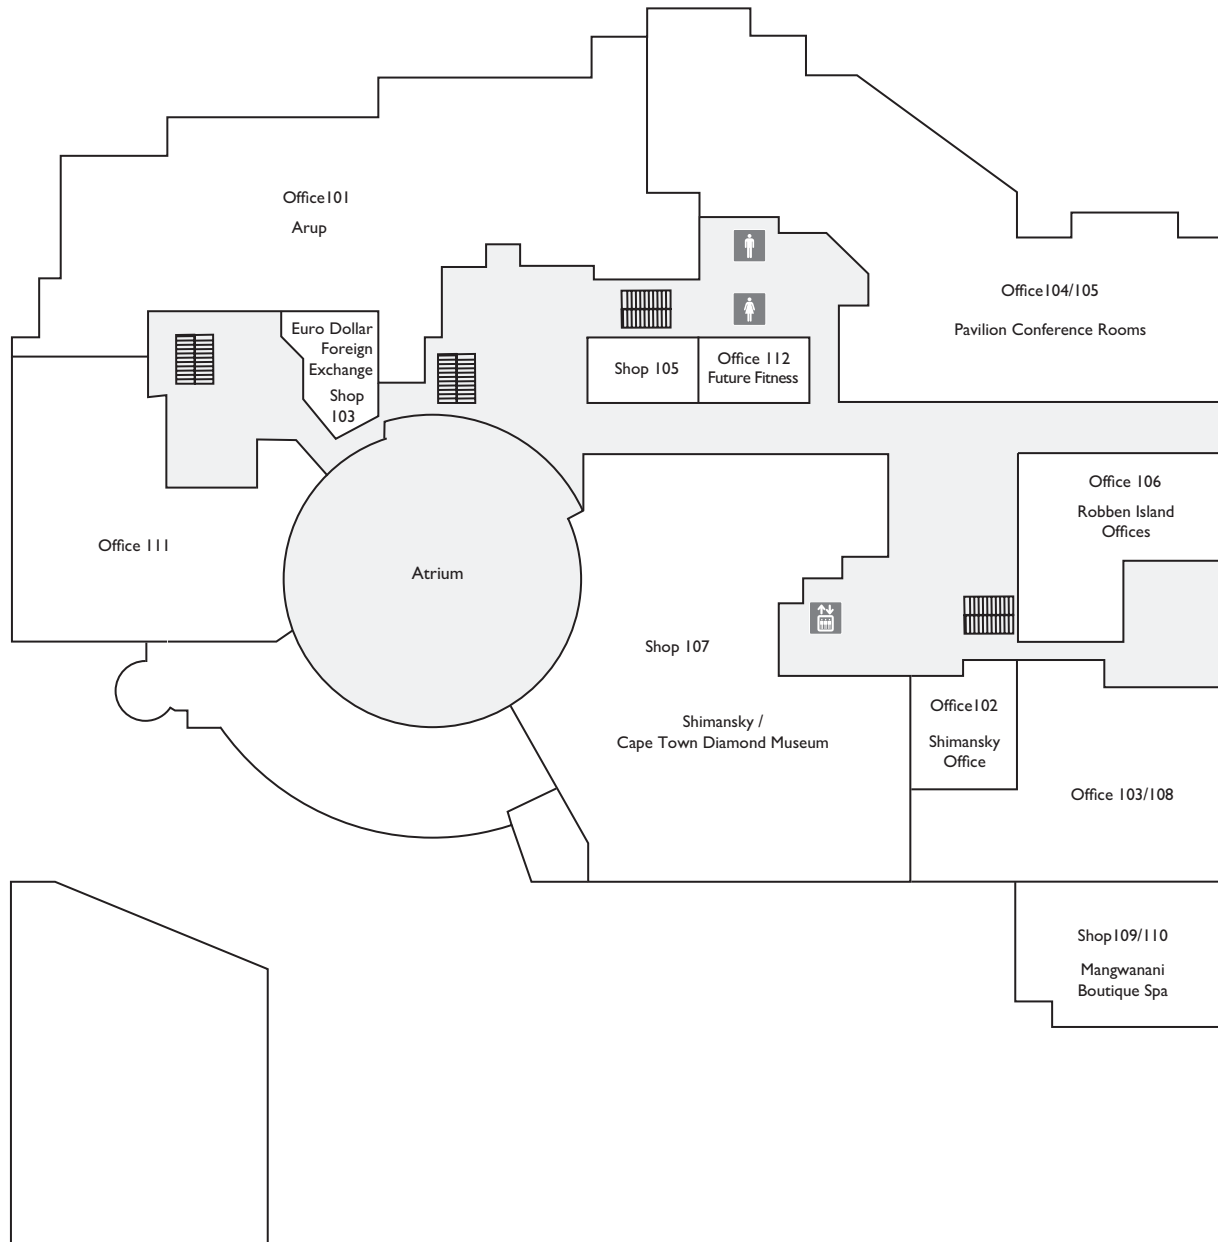 Office101
Arup
Euro Dollar
Foreign
Exchange
Shop
103
Shop 105
Office 112
Future Fitness
Office104/105
Pavilion Conference Rooms
Office 106
Robben Island
Offices
Office 111
Atrium
Shop 107
Shimansky /
Cape Town Diamond Museum
Office102
Shimansky
Office
Office 103/108
Shop109/110
Mangwanani
Boutique Spa